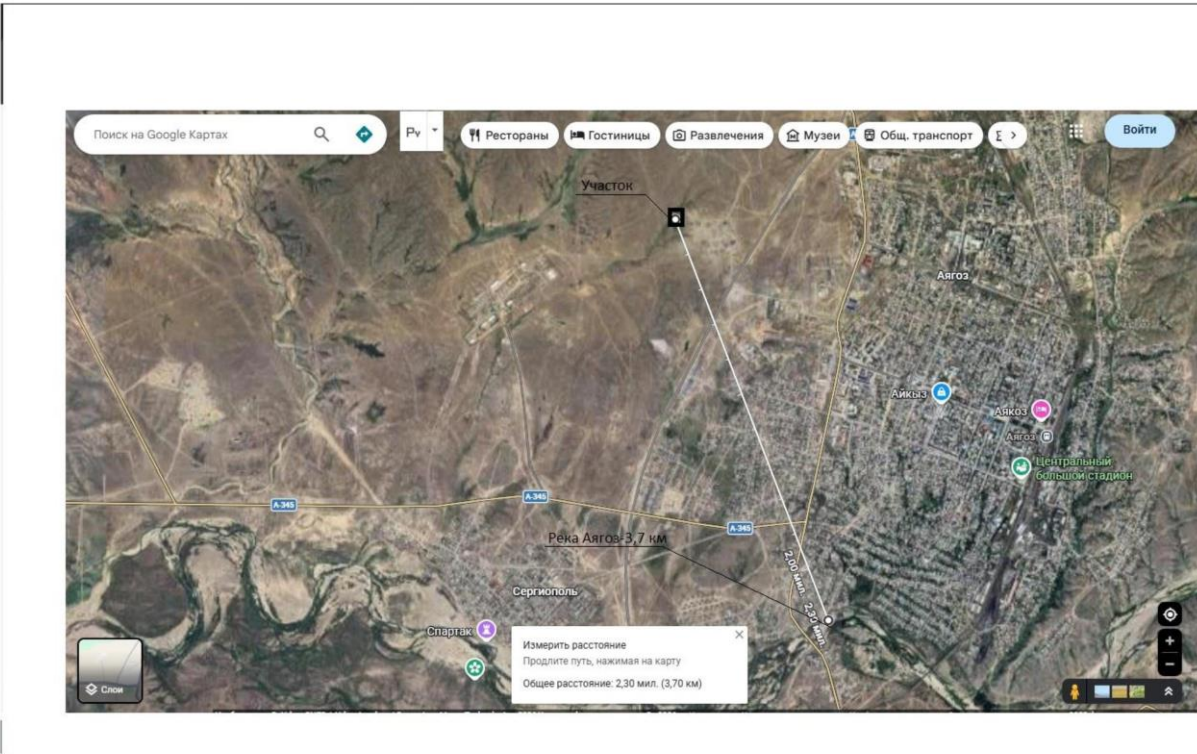 Поиск на Google Картах
Pv
Рестораны
Гостиницы
Развлечения
Музеи
Общ. транспорт
Войти
Участок
Аягоз
Айкыз
Аякоз
Аягоз
Центральный
большой стадион
A-345
A-345
A-345
Река Аягоз-3,7 км
2,00 мил.
2,30 мил.
Сергиополь
Спартак
Измерить расстояние
Продлите путь, нажимая на карту
Общее расстояние: 2,30 мил. (3,70 км)
Слои